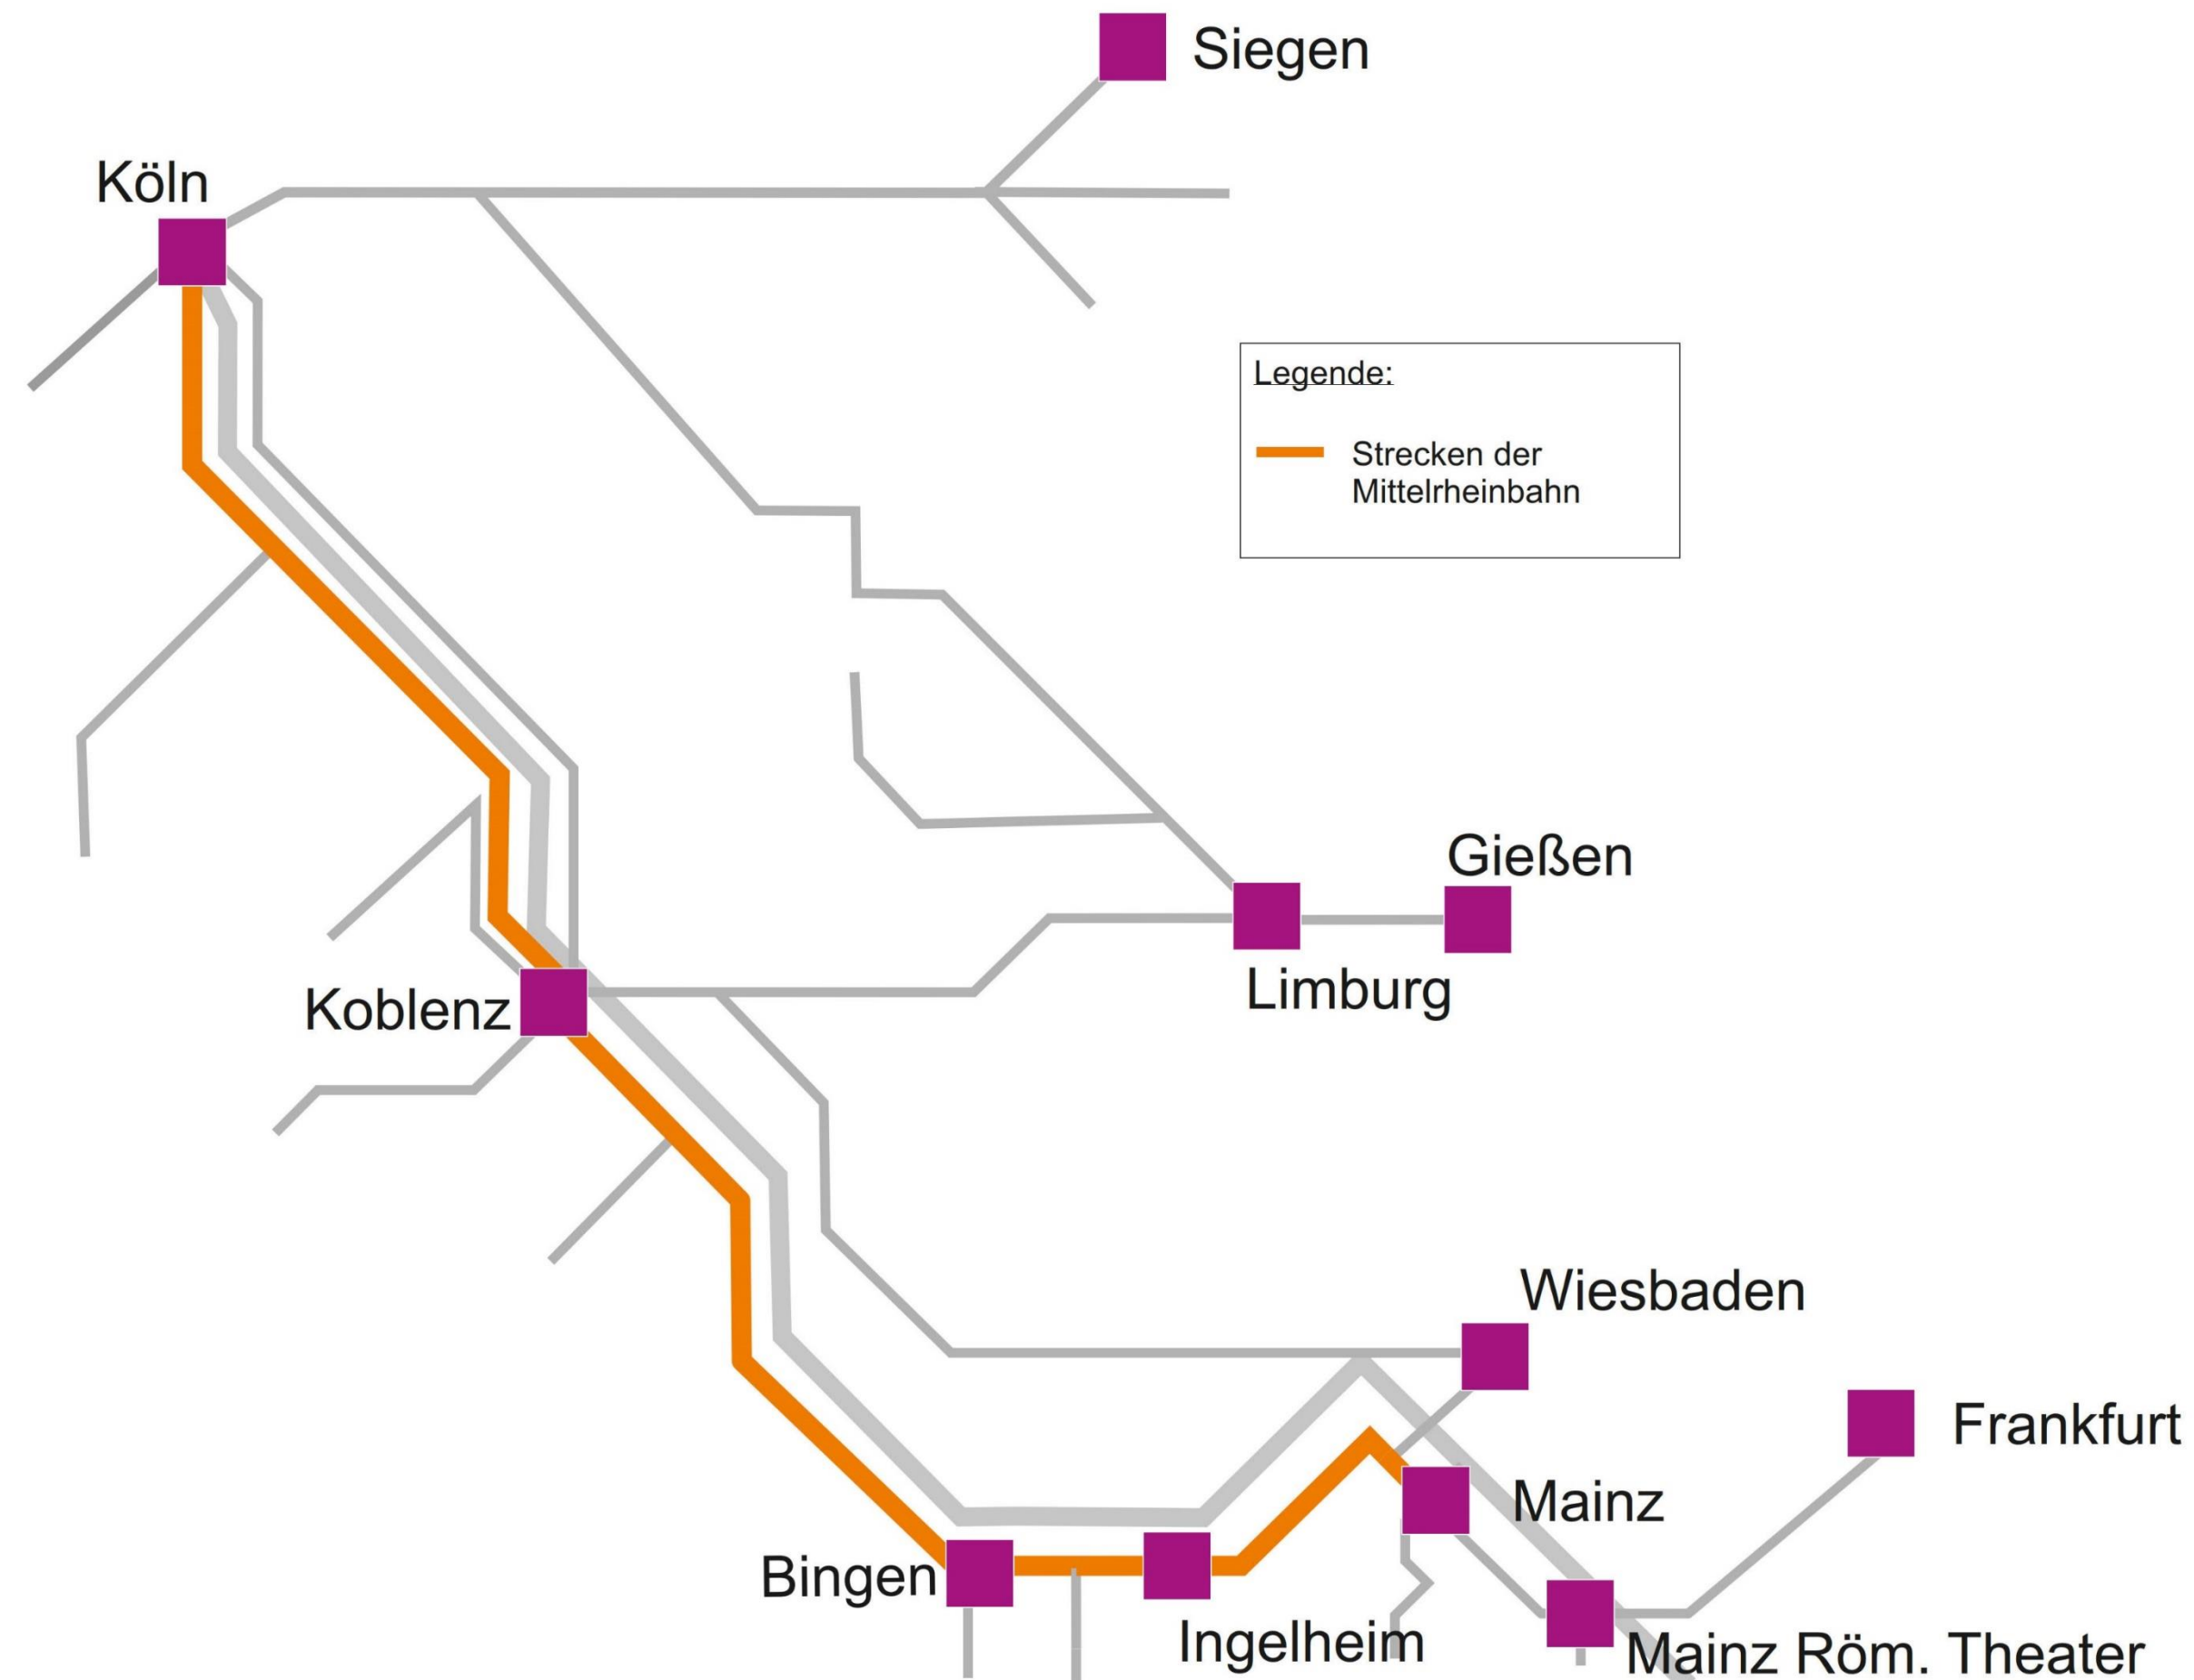 Siegen
Köln
Legende:
Strecken der
Mittelrheinbahn
Gießen
Limburg
Koblenz
Wiesbaden
Frankfurt
Mainz
Bingen
Ingelheim
Mainz Röm. Theater